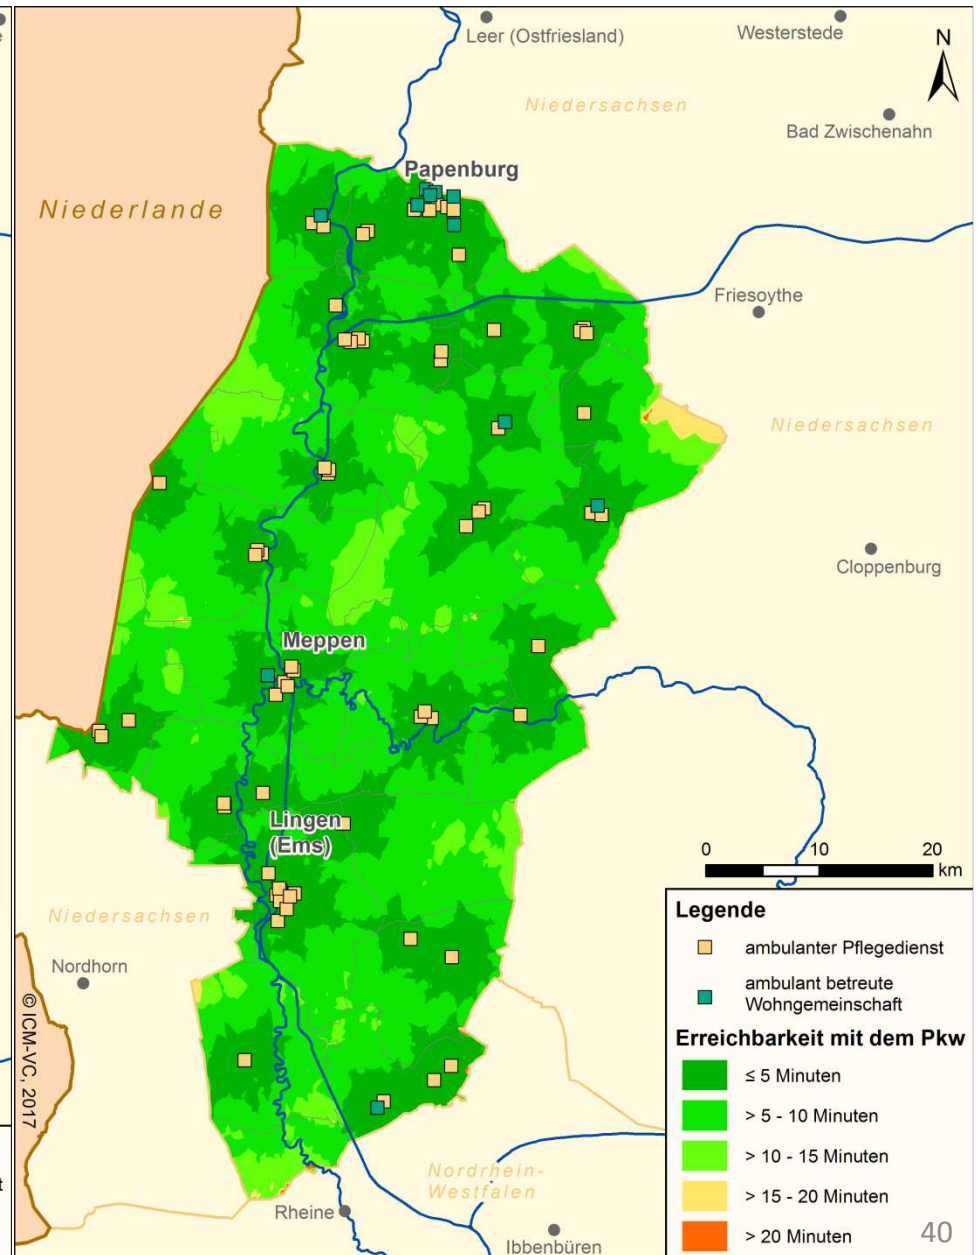 Leer (Ostfriesland)
Westerstede
N
Niedersachsen
Bad Zwischenahn
Papenburg
Niederlande
Friesoythe
Niedersachsen
Cloppenburg
Meppen
Lingen
(Ems)
0 10 20
km
Niedersachsen
Nordhorn
© ICM-VC, 2017
Legende
ambulanter Pflegedienst
ambulant betreute
Wohngemeinschaft
Erreichbarkeit mit dem Pkw
≤ 5 Minuten
> 5 - 10 Minuten
> 10 - 15 Minuten
> 15 - 20 Minuten
> 20 Minuten
Nordrhein-
Westfalen
Rheine
Ibbenbüren
40